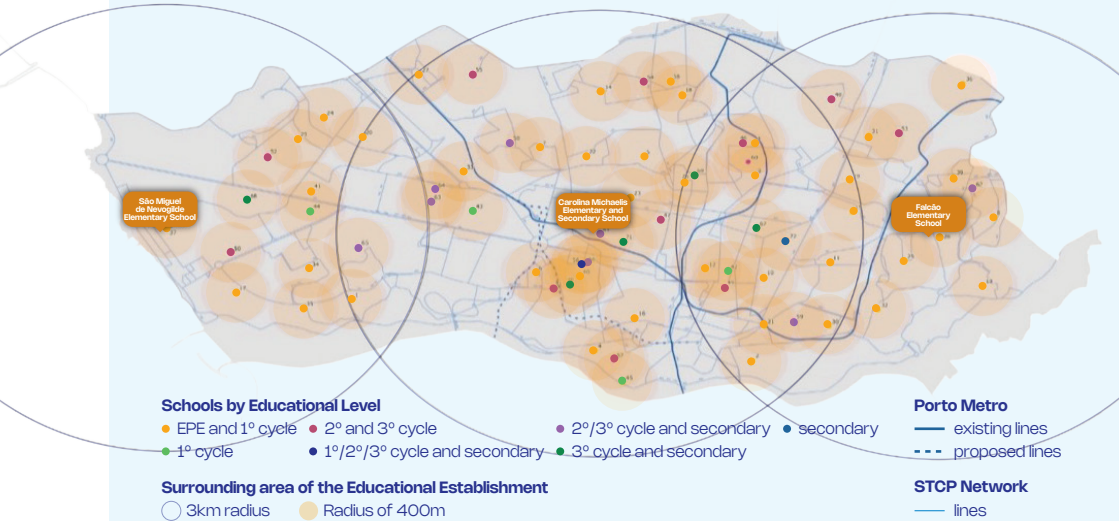 São Miguel
de Nevogilde
Elementary School
Carolina Michaelis
Elementary and
Secondary School
Falcão
Elementary
School
Schools by Educational Level
EPE and 1º cycle
2º and 3º cycle
2º/3º cycle and secondary
secondary
1º cycle
1º/2º/3º cycle and secondary
3º cycle and secondary
Surrounding area of the Educational Establishment
3km radius
Radius of 400m
Porto Metro
existing lines
proposed lines
STCP Network
lines